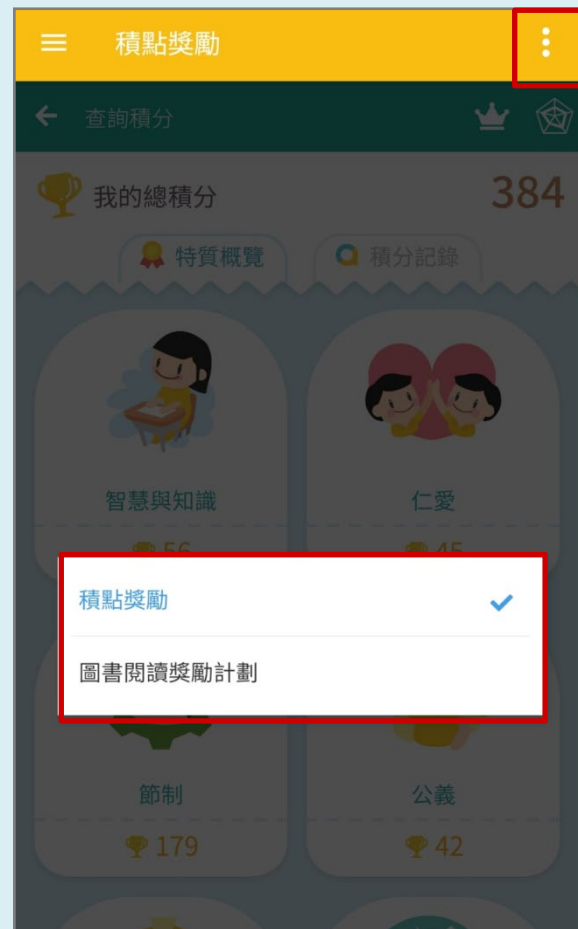 積點獎勵
查詢積分
我的總積分 384
特質概覽 積分記錄
智慧與知識 仁愛
56 45
積點獎勵
圖書閱讀獎勵計劃
節制 公義
179 42